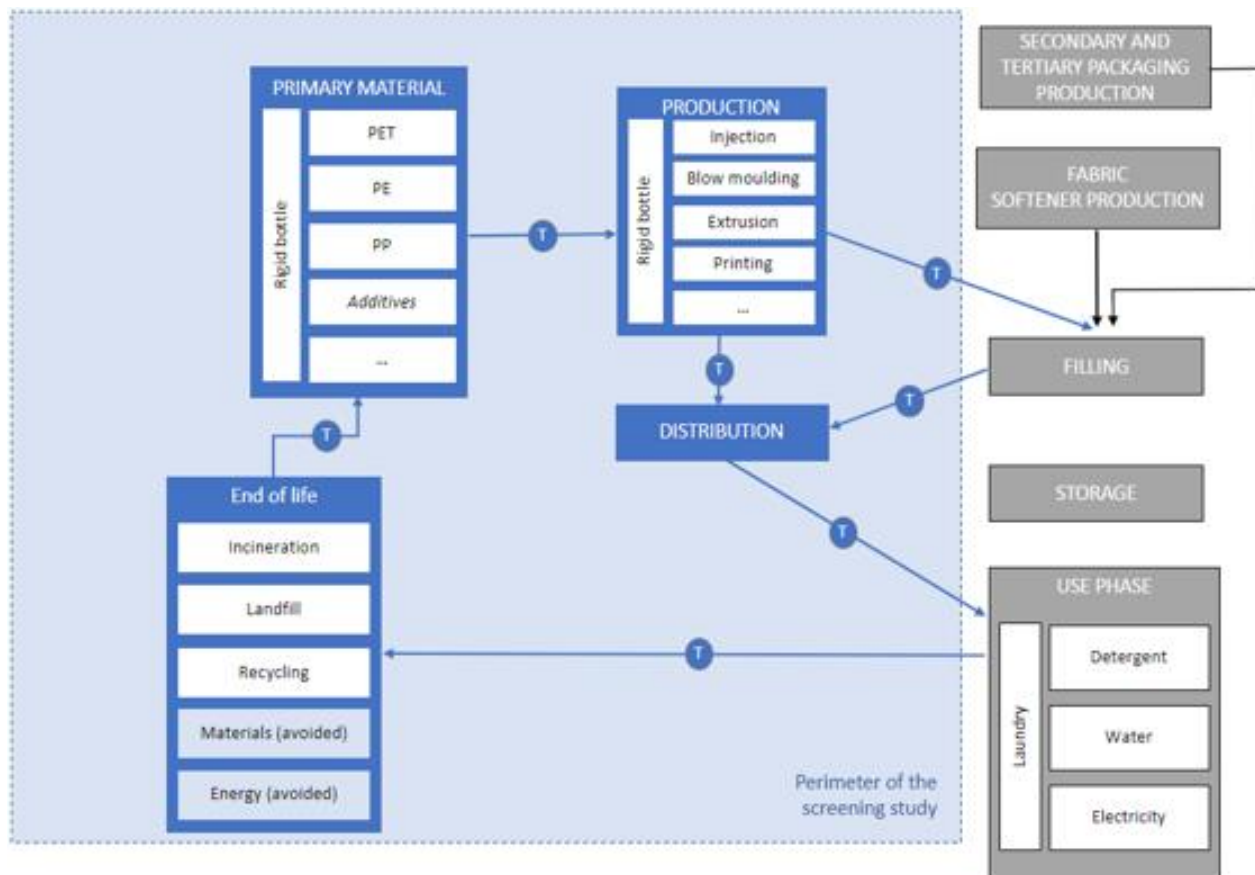 PRIMARY MATERIAL
Rigid bottle
PET
PE
PP
Additives
...
T
PRODUCTION
Rigid bottle
Injection
Blow moulding
Extrusion
Printing
...
T
T
DISTRIBUTION
T
T
T
End of life
Incineration
Landfill
Recycling
Materials (avoided)
Energy (avoided)
T
Perimeter of the
screening study
SECONDARY AND
TERTIARY PACKAGING
PRODUCTION
FABRIC
SOFTENER PRODUCTION
FILLING
STORAGE
USE PHASE
Laundry
Detergent
Water
Electricity